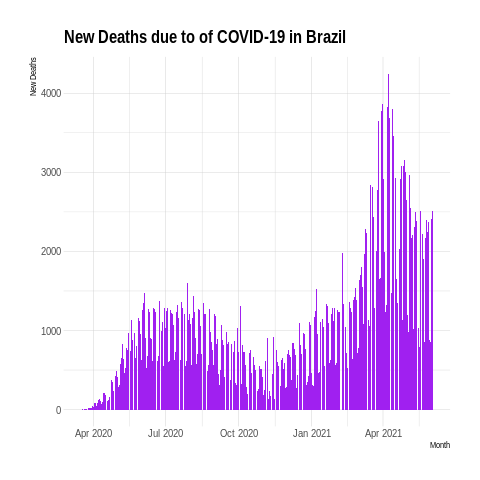 New Deaths due to of COVID-19 in Brazil
New Deaths
4000
3000
2000
1000
0
Apr 2020 Jul 2020 Oct 2020 Jan 2021 Apr 2021
Month